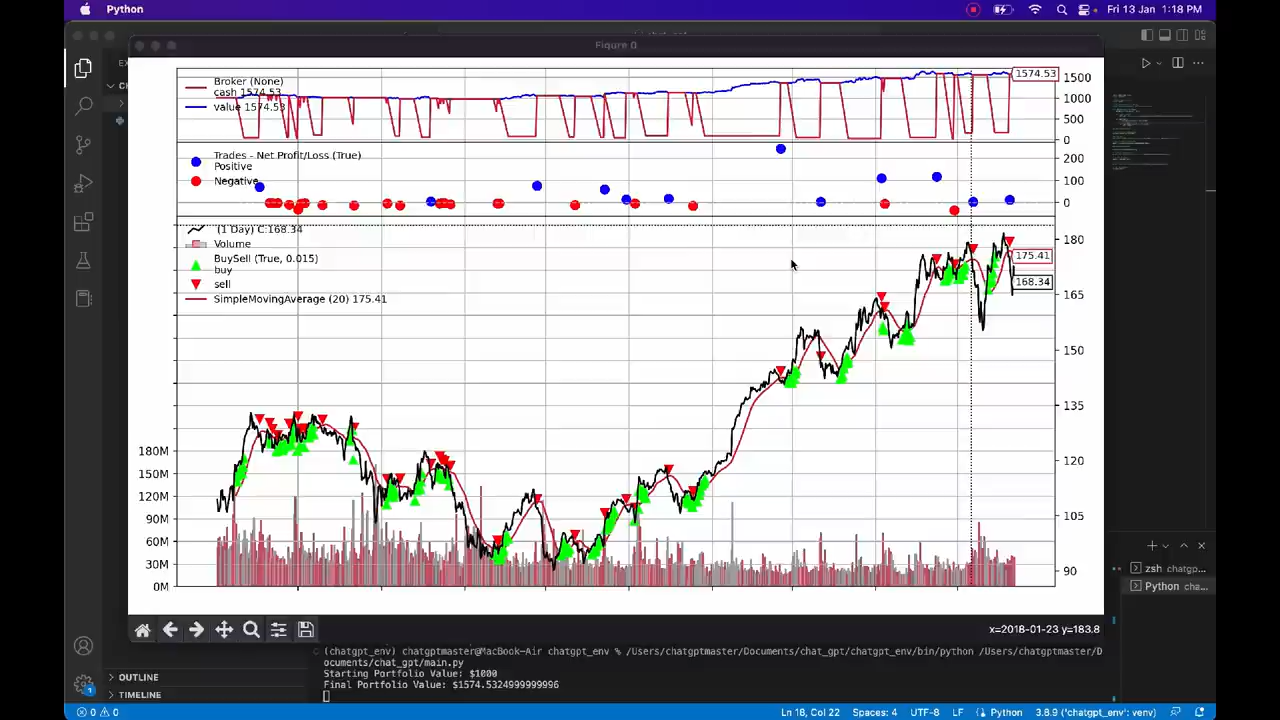 Python
Fri 13 Jan 1:18 PM
Figure 0
Broker (None)
cash 1574.53
value 1574.53
1574.53
1500
1000
500
0
Trades - Net Profit/Loss (True)
Positive
Negative
200
100
0
(1 Day) C:168.34
Volume
BuySell (True, 0.015)
buy
sell
SimpleMovingAverage (20) 175.41
180
175.41
168.34
165
150
135
120
105
90
180M
150M
120M
90M
60M
30M
0M
x=2018-01-23 y=183.8
zsh chatgpt...
Python cha...
(chatgpt_env) chatgptmaster@MacBook-Air chatgpt_env % /Users/chatgptmaster/Documents/chat_gpt/chatgpt_env/bin/python /Users/chatgptmaster/D
ocuments/chat_gpt/main.py
Starting Portfolio Value: $1000
Final Portfolio Value: $1574.5324999999996
OUTLINE
TIMELINE
1
0 0
Ln 18, Col 22
Spaces: 4
UTF-8
LF
Python
3.8.9 ('chatgpt_env': venv)